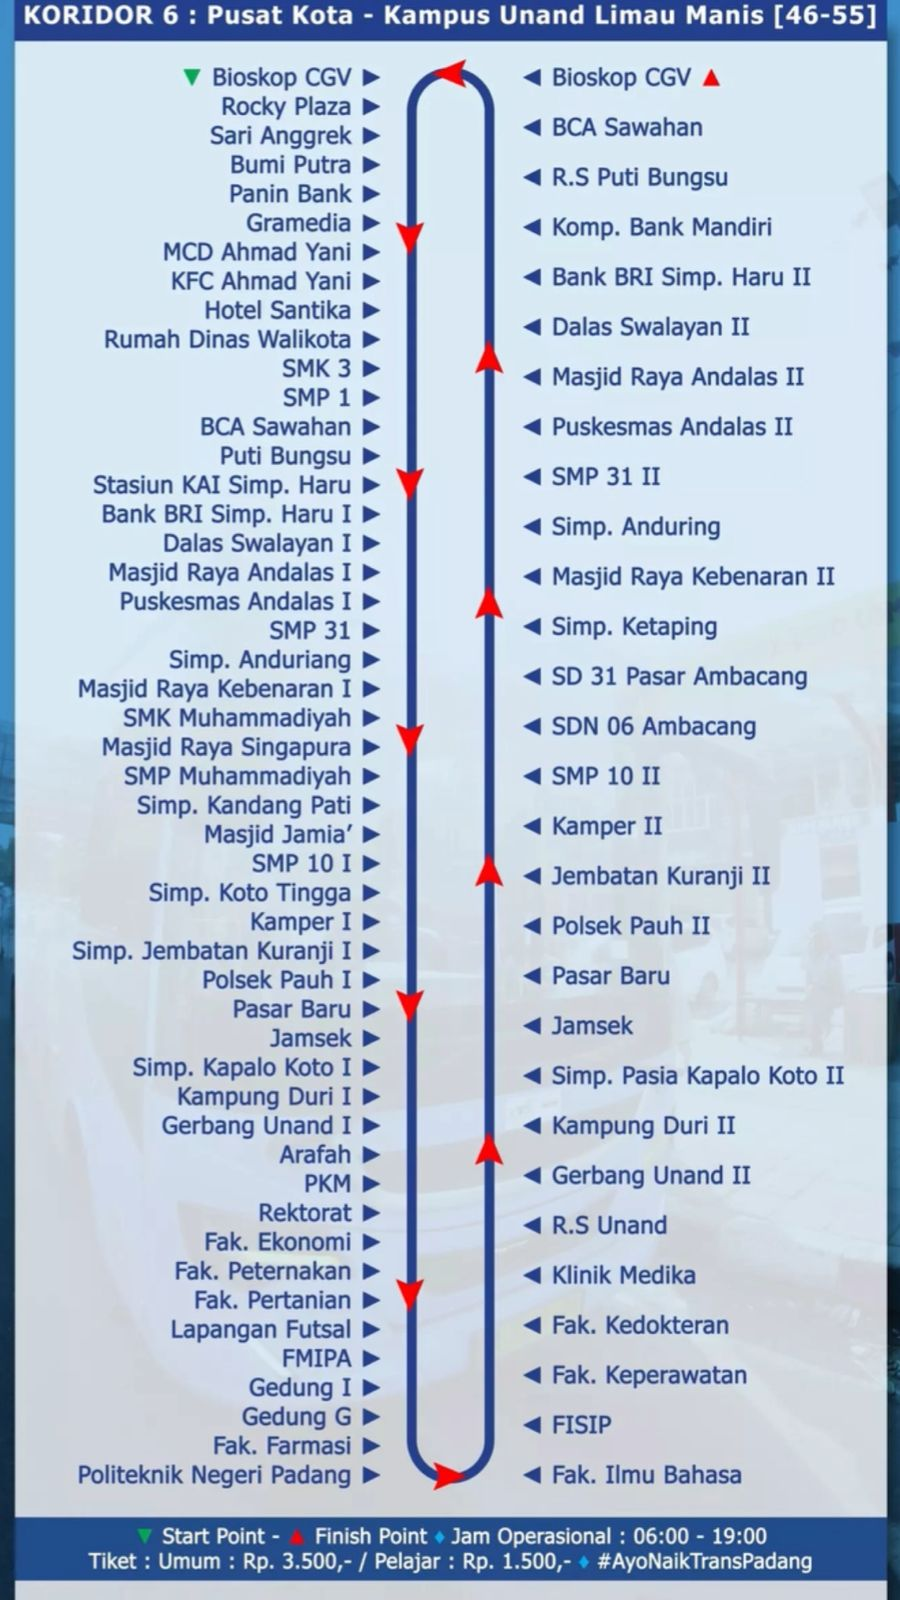 KORIDOR 6 : Pusat Kota - Kampus Unand Limau Manis [46-55]
Bioskop CGV
Rocky Plaza
Sari Anggrek
Bumi Putra
Panin Bank
Gramedia
MCD Ahmad Yani
KFC Ahmad Yani
Hotel Santika
Rumah Dinas Walikota
SMK 3
SMP 1
BCA Sawahan
Puti Bungsu
Stasiun KAI Simp. Haru
Bank BRI Simp. Haru I
Dalas Swalayan I
Masjid Raya Andalas I
Puskesmas Andalas I
SMP 31
Simp. Anduriang
Masjid Raya Kebenaran I
SMK Muhammadiyah
Masjid Raya Singapura
SMP Muhammadiyah
Simp. Kandang Pati
Masjid Jamia’
SMP 10 I
Simp. Koto Tingga
Kamper I
Simp. Jembatan Kuranji I
Polsek Pauh I
Pasar Baru
Jamsek
Simp. Kapalo Koto I
Kampung Duri I
Gerbang Unand I
Arafah
PKM
Rektorat
Fak. Ekonomi
Fak. Peternakan
Fak. Pertanian
Lapangan Futsal
FMIPA
Gedung I
Gedung G
Fak. Farmasi
Politeknik Negeri Padang
Bioskop CGV
BCA Sawahan
R.S Puti Bungsu
Komp. Bank Mandiri
Bank BRI Simp. Haru II
Dalas Swalayan II
Masjid Raya Andalas II
Puskesmas Andalas II
SMP 31 II
Simp. Anduring
Masjid Raya Kebenaran II
Simp. Ketaping
SD 31 Pasar Ambacang
SDN 06 Ambacang
SMP 10 II
Kamper II
Jembatan Kuranji II
Polsek Pauh II
Pasar Baru
Jamsek
Simp. Pasia Kapalo Koto II
Kampung Duri II
Gerbang Unand II
R.S Unand
Klinik Medika
Fak. Kedokteran
Fak. Keperawatan
FISIP
Fak. Ilmu Bahasa
Start Point - Finish Point ♦ Jam Operasional : 06:00 - 19:00
Tiket : Umum : Rp. 3.500,- / Pelajar : Rp. 1.500,- ♦ #AyoNaikTransPadang